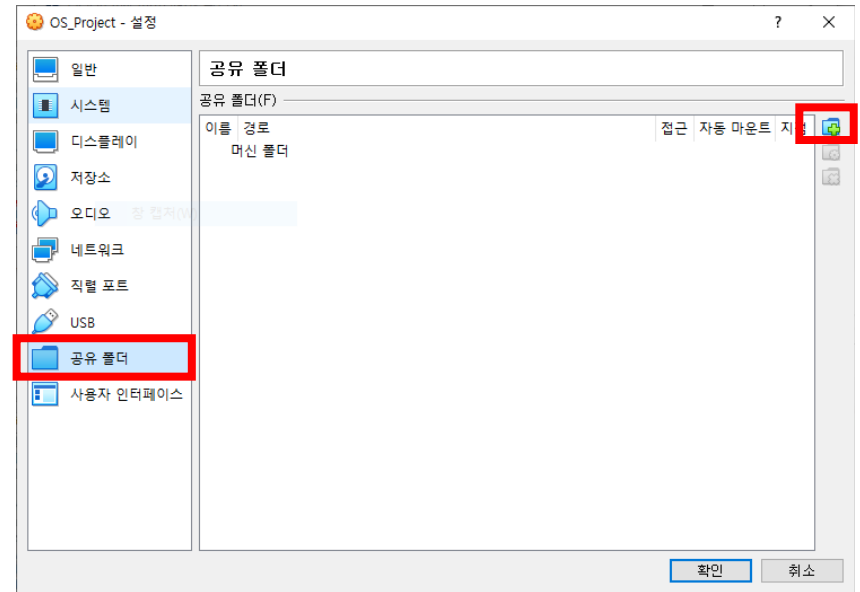 OS_Project - 설정
?
일반
시스템
디스플레이
저장소
오디오
창 캡처(W)
네트워크
직렬 포트
USB
공유 폴더
사용자 인터페이스
공유 폴더
공유 폴더(F)
이름 경로 접근 자동 마운트
머신 폴더
확인 취소